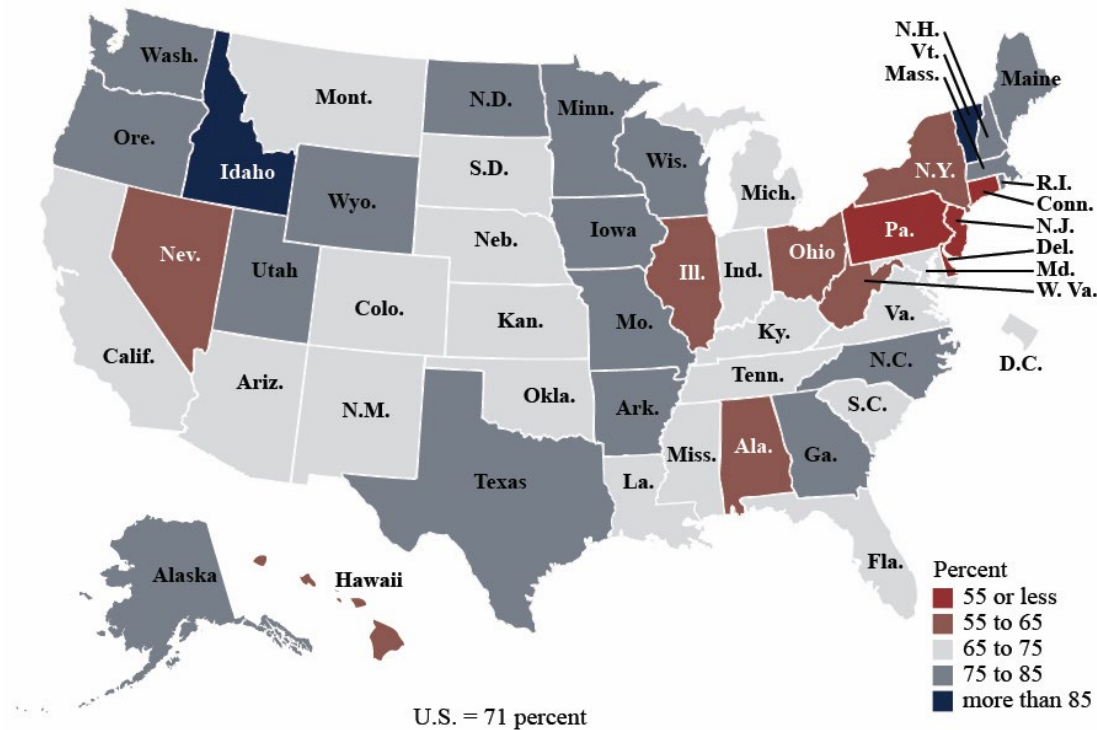 N.H.
Vt.
Mass.
Wash.
Maine
Mont.
N.D.
Minn.
Ore.
Idaho
Wis.
N.Y.
S.D.
Mich.
R.I.
Wyo.
Conn.
N.J.
Iowa
Pa.
Neb.
Del.
Nev.
Ohio
Utah
Ill.
Ind.
Md.
W. Va.
Colo.
Kan.
Mo.
Va.
Ky.
Calif.
N.C.
D.C.
Tenn.
Ariz.
Okla.
N.M.
Ark.
S.C.
Miss.
Ala.
Ga.
Texas
La.
Fla.
Alaska
Hawaii
Percent
55 or less
55 to 65
65 to 75
75 to 85
more than 85
U.S. = 71 percent